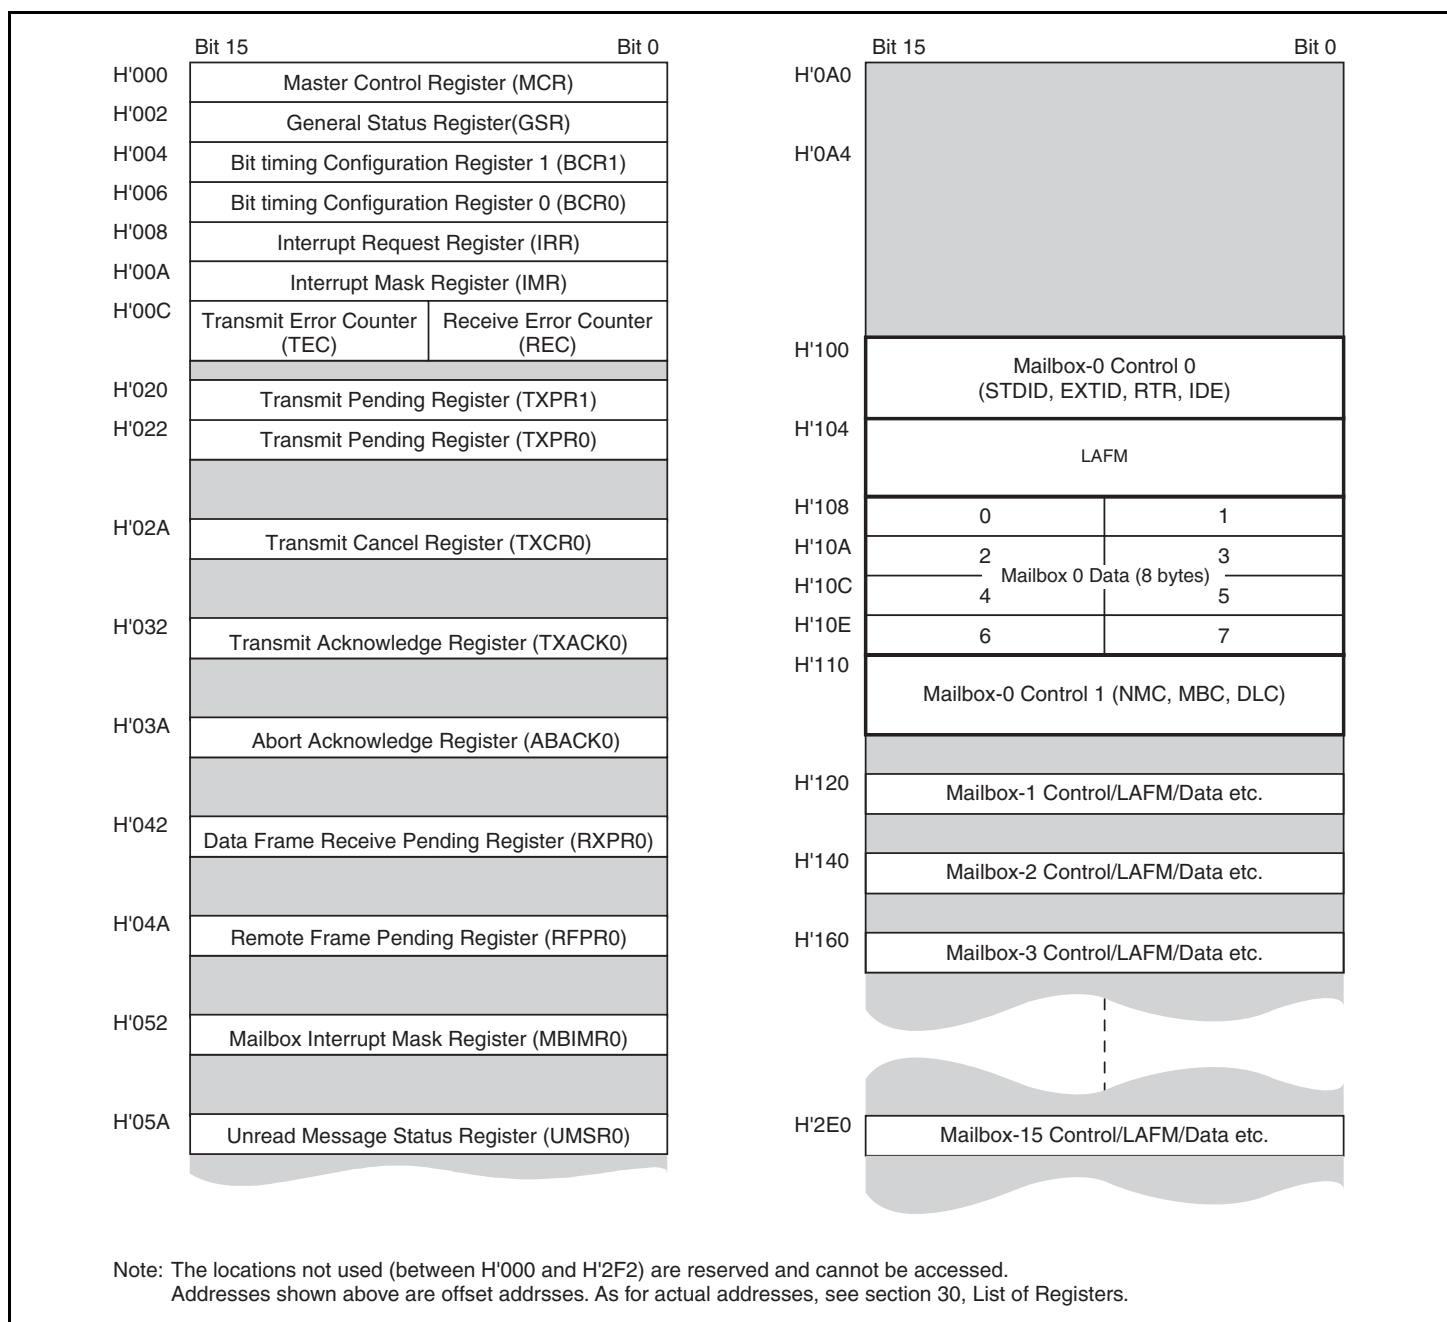 Bit 15 Bit 0
H'000 Master Control Register (MCR)
H'002 General Status Register(GSR)
H'004 Bit timing Configuration Register 1 (BCR1)
H'006 Bit timing Configuration Register 0 (BCR0)
H'008 Interrupt Request Register (IRR)
H'00A Interrupt Mask Register (IMR)
H'00C Transmit Error Counter (TEC) Receive Error Counter (REC)
H'020 Transmit Pending Register (TXPR1)
H'022 Transmit Pending Register (TXPR0)
H'02A Transmit Cancel Register (TXCR0)
H'032 Transmit Acknowledge Register (TXACK0)
H'03A Abort Acknowledge Register (ABACK0)
H'042 Data Frame Receive Pending Register (RXPR0)
H'04A Remote Frame Pending Register (RFPR0)
H'052 Mailbox Interrupt Mask Register (MBIMR0)
H'05A Unread Message Status Register (UMSR0)
Bit 15 Bit 0
H'0A0
H'0A4
H'100 Mailbox-0 Control 0
(STDID, EXTID, RTR, IDE)
H'104 LAFM
H'108 0 1
H'10A 2 3
Mailbox 0 Data (8 bytes)
H'10C 4 5
H'10E 6 7
H'110 Mailbox-0 Control 1 (NMC, MBC, DLC)
H'120 Mailbox-1 Control/LAFM/Data etc.
H'140 Mailbox-2 Control/LAFM/Data etc.
H'160 Mailbox-3 Control/LAFM/Data etc.
H'2E0 Mailbox-15 Control/LAFM/Data etc.
Note: The locations not used (between H'000 and H'2F2) are reserved and cannot be accessed.
Addresses shown above are offset addrsses. As for actual addresses, see section 30, List of Registers.